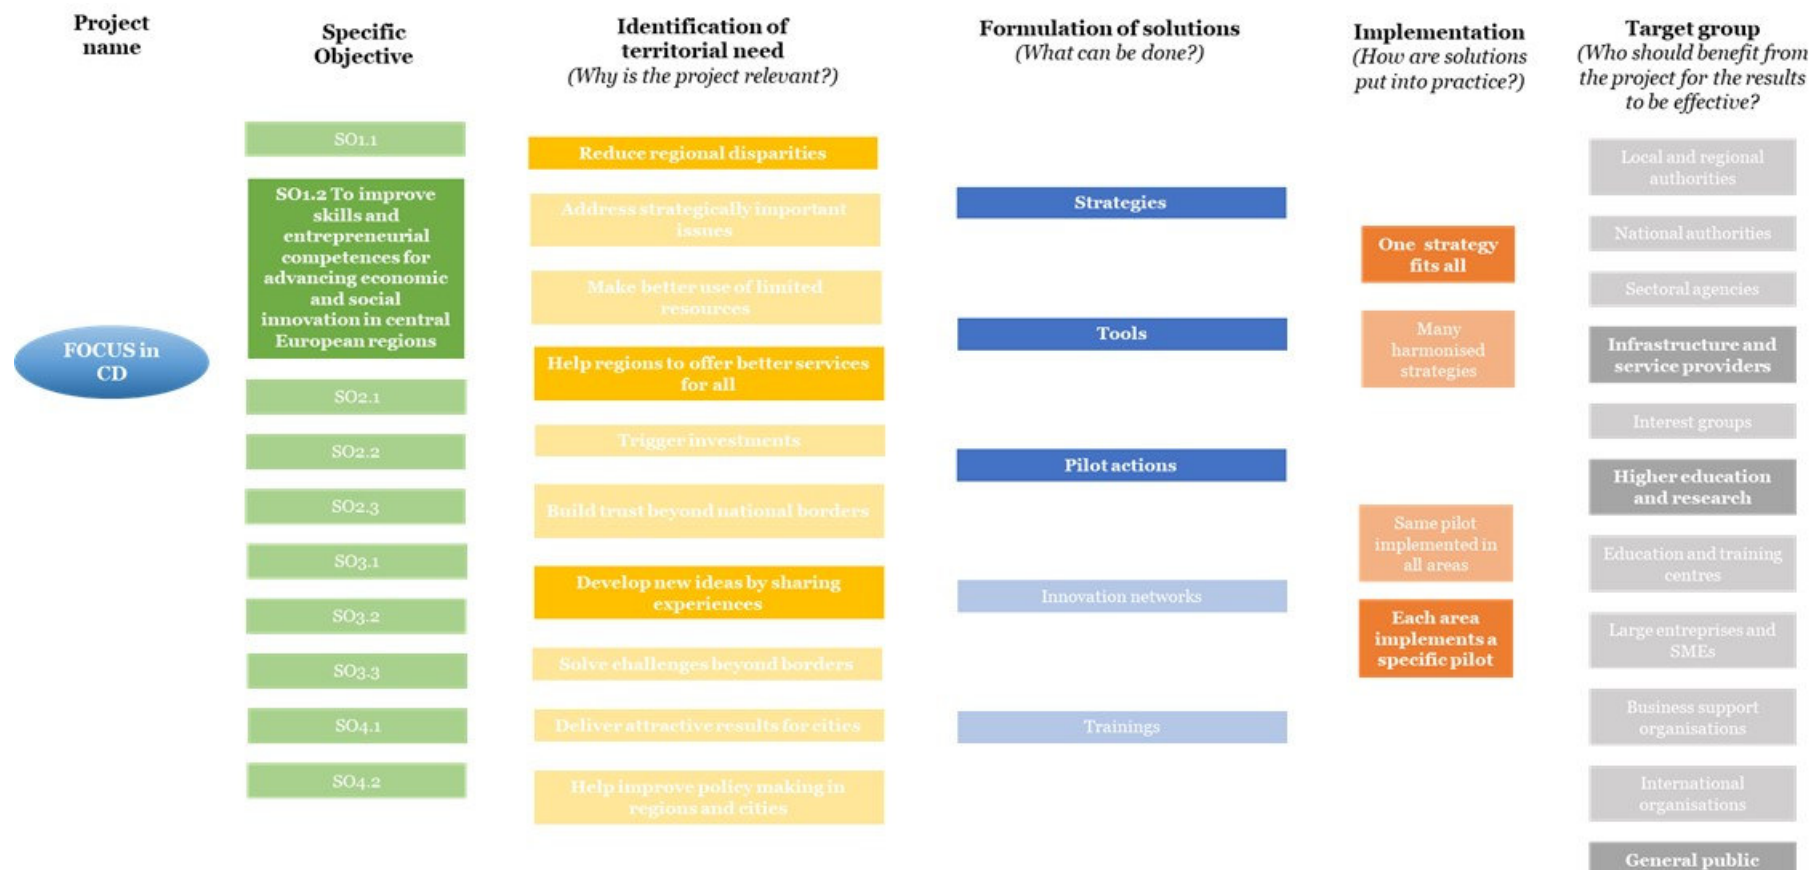 Project
name
Specific
Objective
Identification of
territorial need
(Why is the project relevant?)
Formulation of solutions
(What can be done?)
Implementation
(How are solutions
put into practice?)
Target group
(Who should benefit from
the project for the results
to be effective?
FOCUS in
CD
SO1.1
SO1.2 To improve
skills and
entrepreneurial
competences for
advancing economic
and social
innovation in central
European regions
SO2.1
SO2.2
SO2.3
SO3.1
SO3.2
SO3.3
SO4.1
SO4.2
Reduce regional disparities
Address strategically important
issues
Make better use of limited
resources
Help regions to offer better services
for all
Trigger investments
Build trust beyond national borders
Develop new ideas by sharing
experiences
Solve challenges beyond borders
Deliver attractive results for cities
Help improve policy making in
regions and cities
Strategies
Tools
Pilot actions
Innovation networks
Trainings
One strategy
fits all
Many
harmonised
strategies
Same pilot
implemented in
all areas
Each area
implements a
specific pilot
Local and regional
authorities
National authorities
Sectoral agencies
Infrastructure and
service providers
Interest groups
Higher education
and research
Education and training
centres
Large entreprises and
SMEs
Business support
organisations
International
organisations
General public